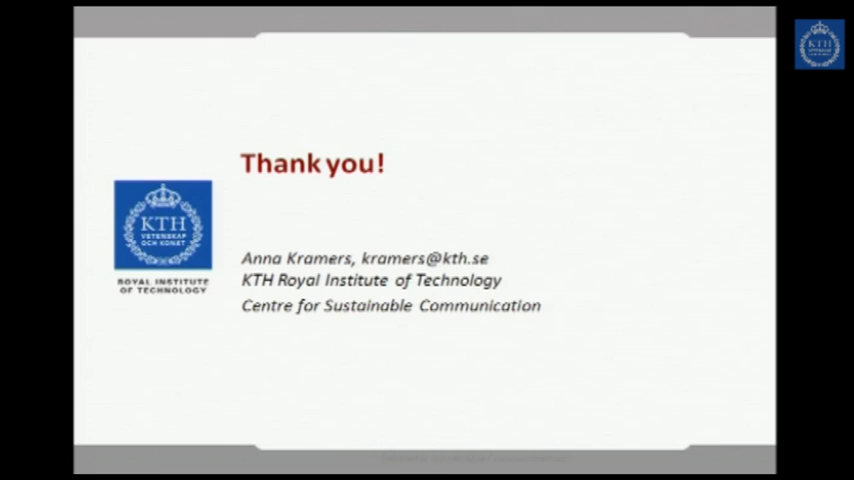 Thank you!
KTH
VETENSKAP
OCH KONST
ROYAL INSTITUTE
OF TECHNOLOGY
Anna Kramers, kramers@kth.se
KTH Royal Institute of Technology
Centre for Sustainable Communication
KTH